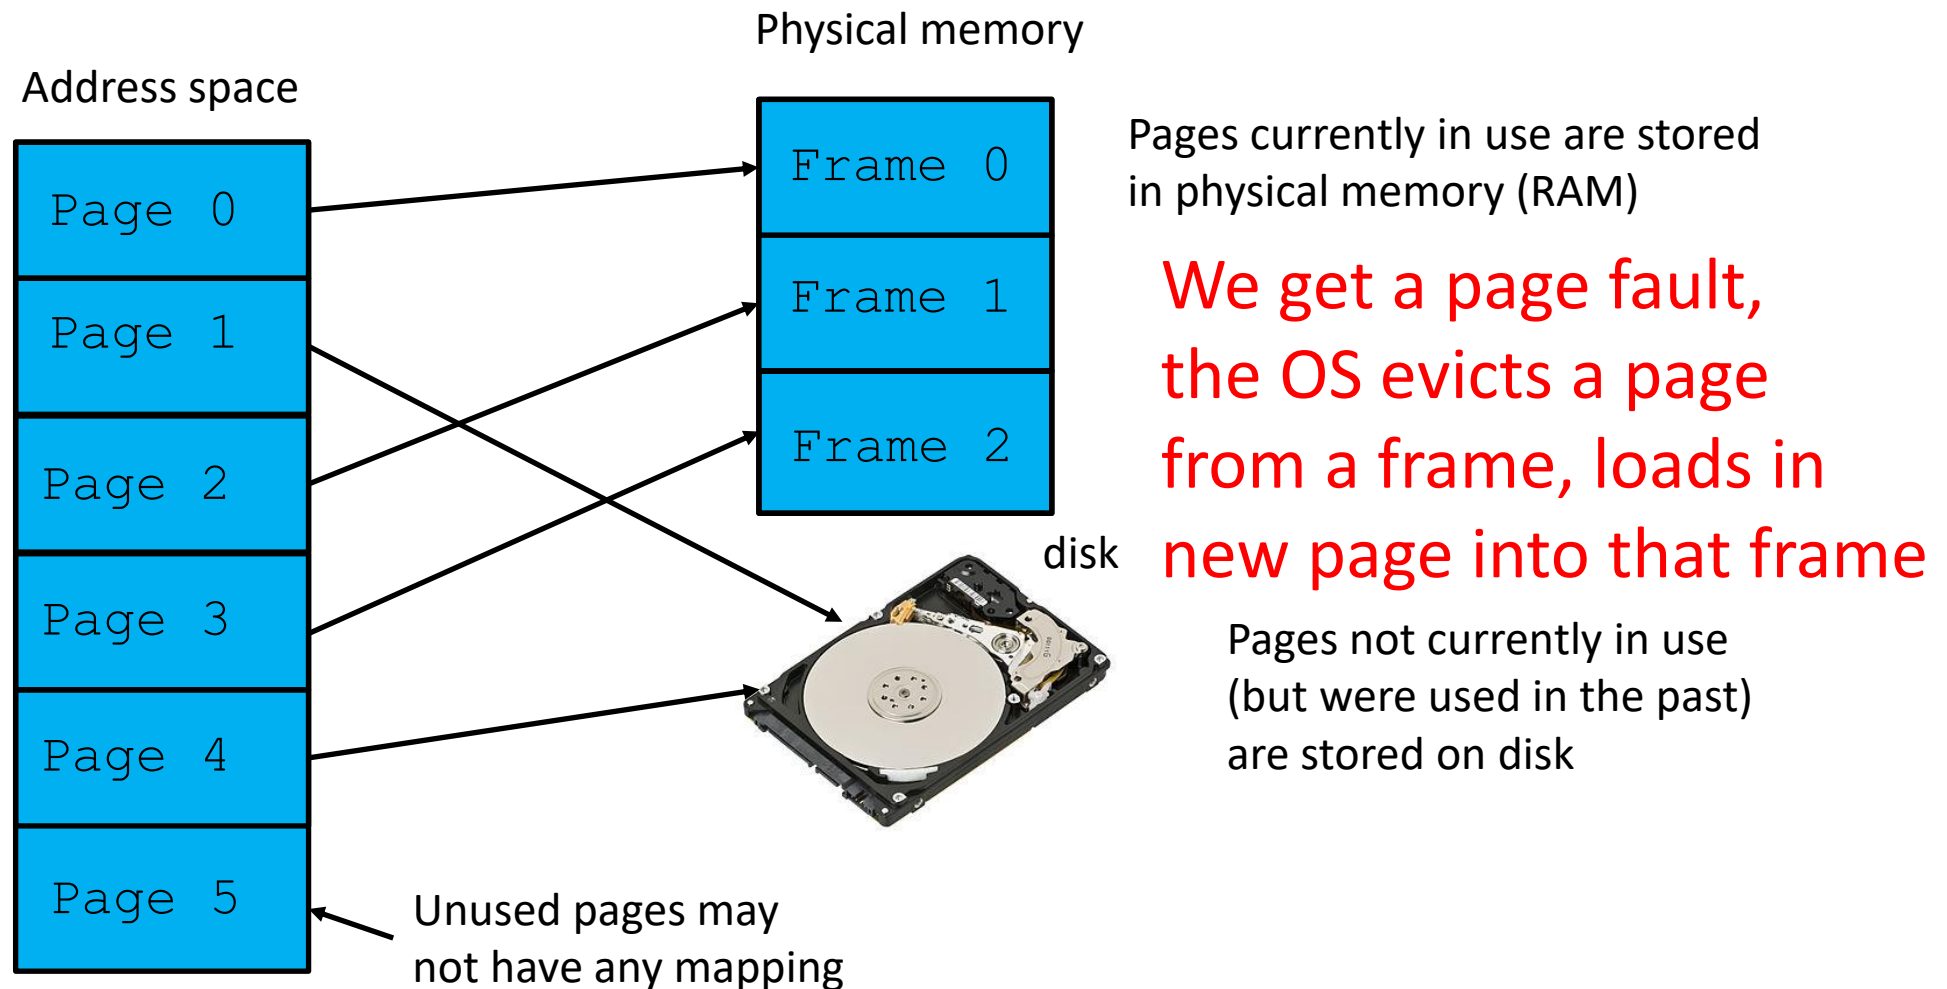 Physical memory
Address space
Page 0
Page 1
Page 2
Page 3
Page 4
Page 5
Frame 0
Frame 1
Frame 2
Pages currently in use are stored
in physical memory (RAM)
We get a page fault,
the OS evicts a page
from a frame, loads in
new page into that frame
disk
Pages not currently in use
(but were used in the past)
are stored on disk
Unused pages may
not have any mapping